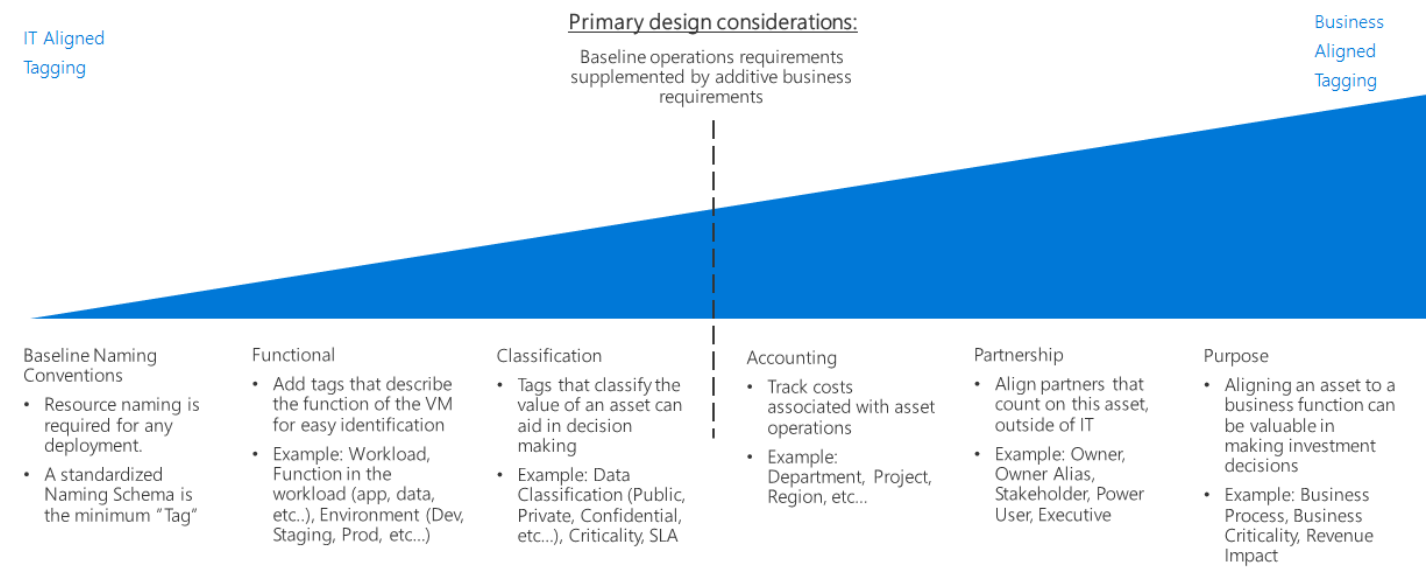 IT Aligned
Tagging
Primary design considerations:
Baseline operations requirements
supplemented by additive business
requirements
Business
Aligned
Tagging
Baseline Naming
Conventions
• Resource naming is
required for any
deployment.
• A standardized
Naming Schema is
the minimum “Tag”
Functional
• Add tags that describe
the function of the VM
for easy identification
• Example: Workload,
Function in the
workload (app, data,
etc..), Environment (Dev,
Staging, Prod, etc...)
Classification
• Tags that classify the
value of an asset can
aid in decision
making
• Example: Data
Classification (Public,
Private, Confidential,
etc...), Criticality, SLA
Accounting
• Track costs
associated with asset
operations
• Example:
Department, Project,
Region, etc...
Partnership
• Align partners that
count on this asset,
outside of IT
• Example: Owner,
Owner Alias,
Stakeholder, Power
User, Executive
Purpose
• Aligning an asset to a
business function can
be valuable in
making investment
decisions
• Example: Business
Process, Business
Criticality, Revenue
Impact